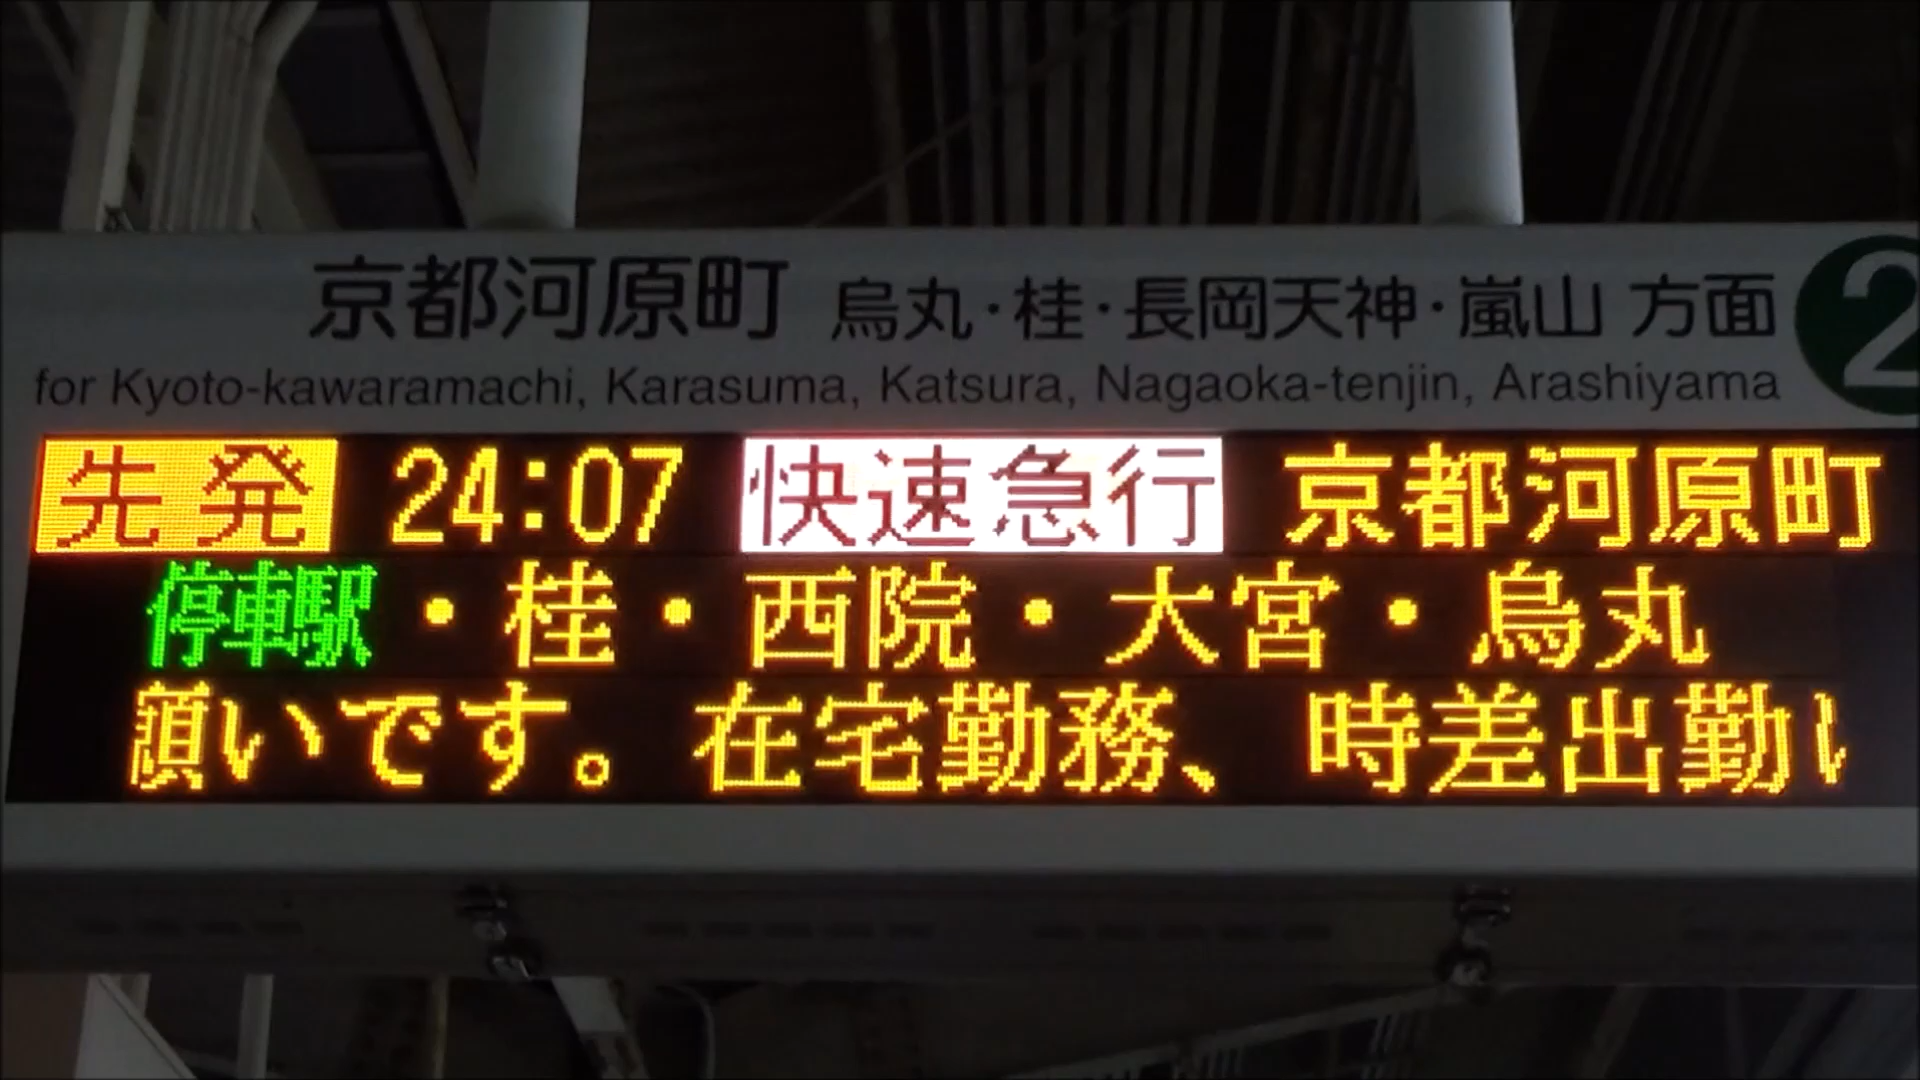 京都河原町 烏丸・桂・長岡天神・嵐山 方面 2
for Kyoto-kawaramachi, Karasuma, Katsura, Nagaoka-tenjin, Arashiyama
先発 24:07 快速急行 京都河原町
停車駅 ・桂・西院・大宮・烏丸
願いです。在宅勤務、時差出勤